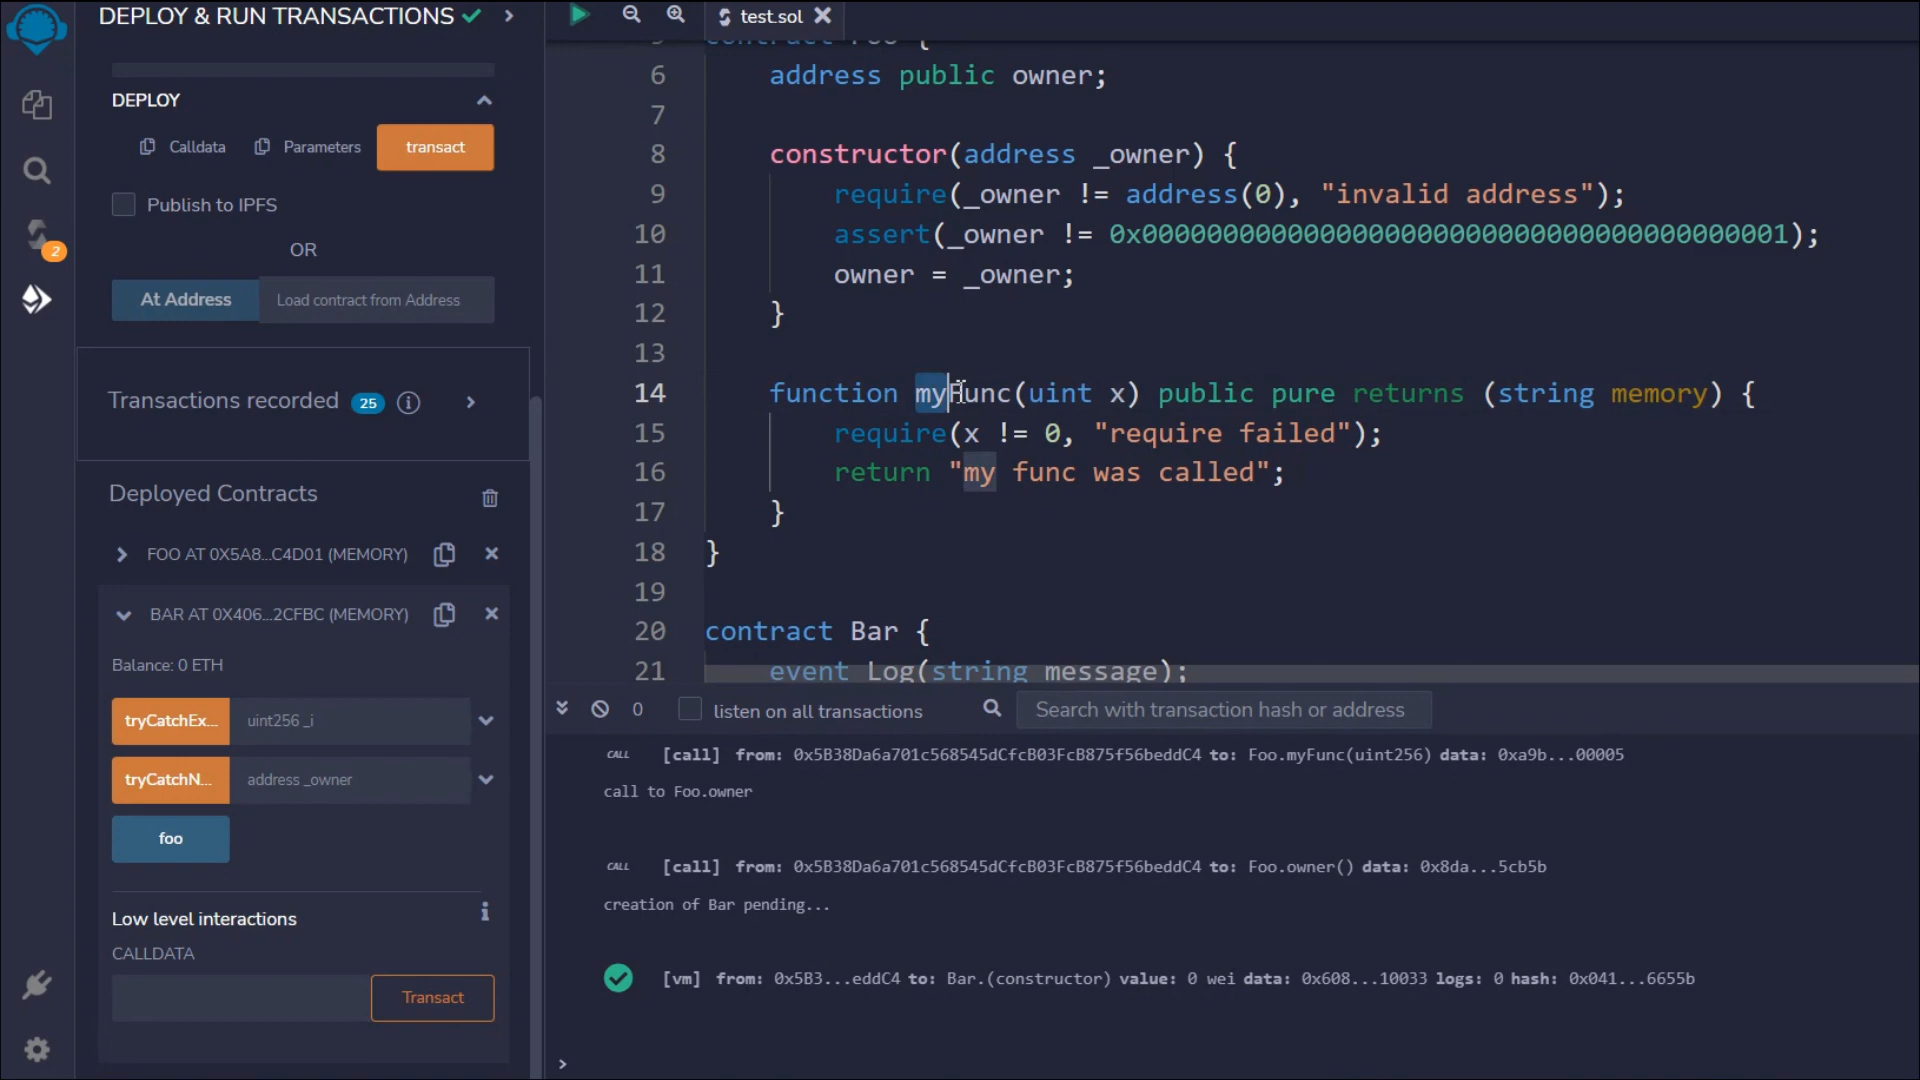 DEPLOY & RUN TRANSACTIONS
DEPLOY
Calldata
Parameters
transact
Publish to IPFS
OR
At Address
Load contract from Address
Transactions recorded 25
Deployed Contracts
FOO AT 0X5A8...C4D01 (MEMORY)
BAR AT 0X406...2CFBC (MEMORY)
Balance: 0 ETH
tryCatchEx...
uint256 _i
tryCatchN...
address _owner
foo
Low level interactions
CALLDATA
Transact
2
test.sol
5 contract Foo {
6 address public owner;
7
8 constructor(address _owner) {
9 require(_owner != address(0), "invalid address");
10 assert(_owner != 0x0000000000000000000000000000000000000001);
11 owner = _owner;
12 }
13
14 function myFunc(uint x) public pure returns (string memory) {
15 require(x != 0, "require failed");
16 return "my func was called";
17 }
18 }
19
20 contract Bar {
21 event Log(string message);
0
listen on all transactions
Search with transaction hash or address
CALL [call] from: 0x5B38Da6a701c568545dCfcB03FcB875f56beddC4 to: Foo.myFunc(uint256) data: 0xa9b...00005
call to Foo.owner
CALL [call] from: 0x5B38Da6a701c568545dCfcB03FcB875f56beddC4 to: Foo.owner() data: 0x8da...5cb5b
creation of Bar pending...
[vm] from: 0x5B3...eddC4 to: Bar.(constructor) value: 0 wei data: 0x608...10033 logs: 0 hash: 0x041...6655b
>